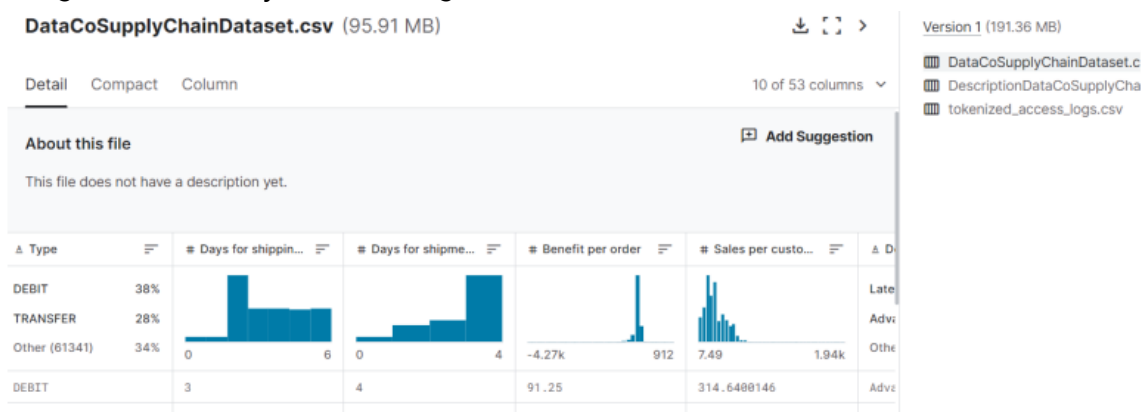 DataCoSupplyChainDataset.csv (95.91 MB)
Detail Compact Column
10 of 53 columns
About this file
Add Suggestion
This file does not have a description yet.
Type
# Days for shippin...
# Days for shipme...
# Benefit per order
# Sales per custo...
DEBIT 38%
TRANSFER 28%
Other (61341) 34%
0 6
0 4
-4.27k 912
7.49 1.94k
Late
Adva
Othe
DEBIT 3 4 91.25 314.6400146 Adva
Version 1 (191.36 MB)
DataCoSupplyChainDataset.c
DescriptionDataCoSupplyCha
tokenized_access_logs.csv